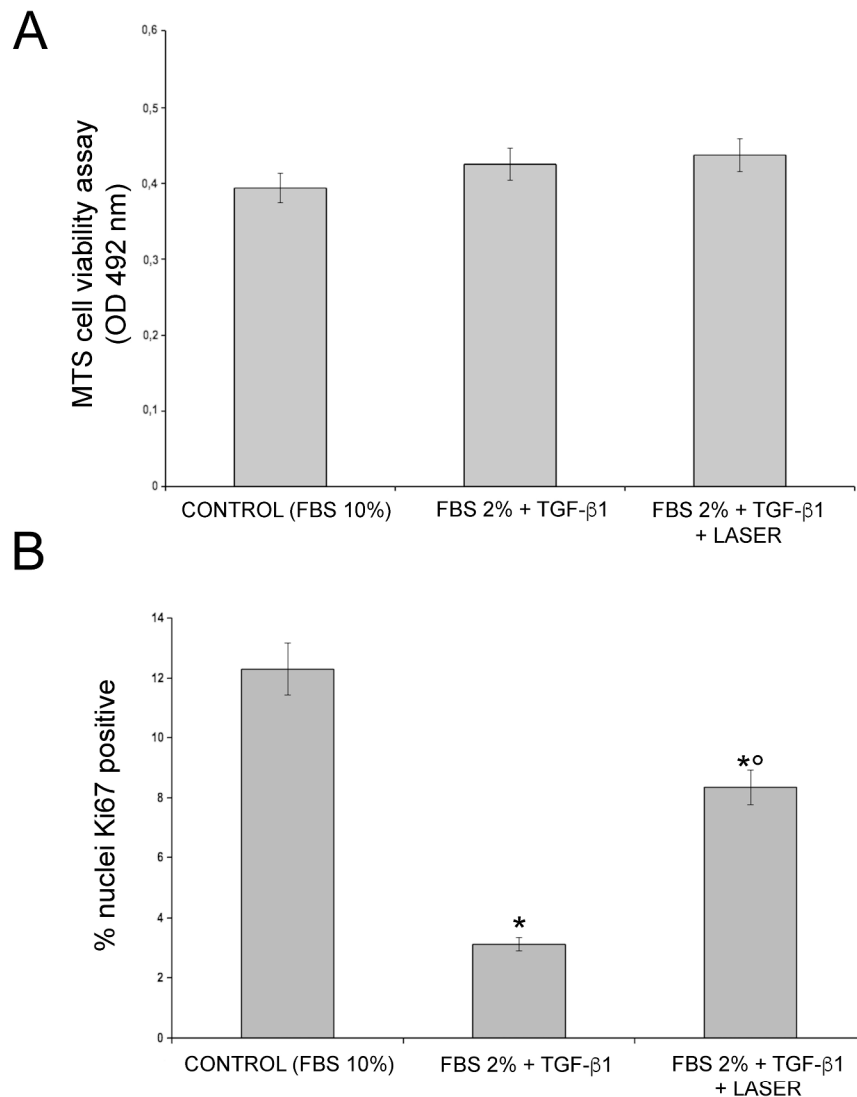 A
0,6
0,5
0,4
0,3
0,2
0,1
0
MTS cell viability assay
(OD 492 nm)
CONTROL (FBS 10%)
FBS 2% + TGF-β1
FBS 2% + TGF-β1
+ LASER
B
14
12
10
8
6
4
2
0
% nuclei Ki67 positive
*
*°
CONTROL (FBS 10%)
FBS 2% + TGF-β1
FBS 2% + TGF-β1
+ LASER